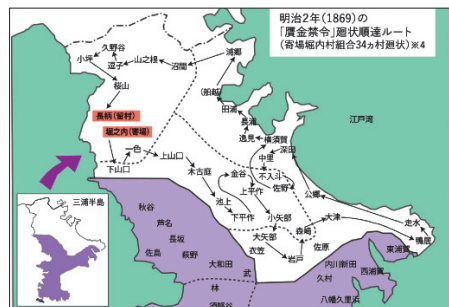 明治2年(1869)の
「贋金禁令」廻状順達ルート
(寄場堀内村組合34ヵ村廻状)※4
久野谷
小坪
逗子
山之根
沼間
浦郷
桜山
(船越)
田浦
江戸湾
長柄(留村)
長浦
逸見
横須賀
堀之内(寄場)
中里
深田
一色
上山口
不入斗
下山口
木古庭
金谷
佐野
公郷
上平作
池上
下平作
小矢部
大津
走水
鴨居
大矢部
森崎
衣笠
岩戸
佐原
東浦賀
三浦半島
秋谷
芦名
長坂
佐島
萩野
大和田
武
林
須軽谷
内川新田
久村
西浦賀
八幡久里浜